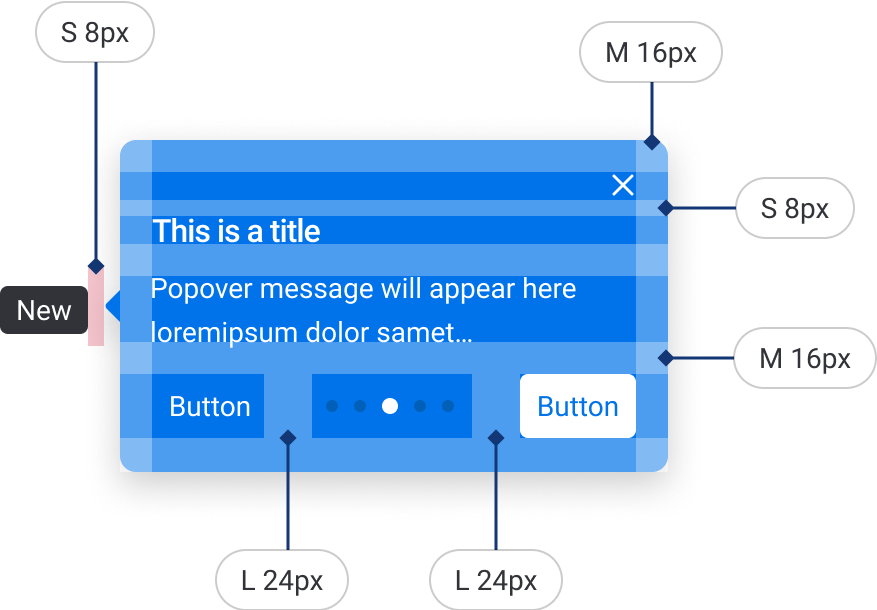 S 8px
M 16px
S 8px
This is a title
New
Popover message will appear here
loremipsum dolor samet...
M 16px
Button
Button
L 24px
L 24px